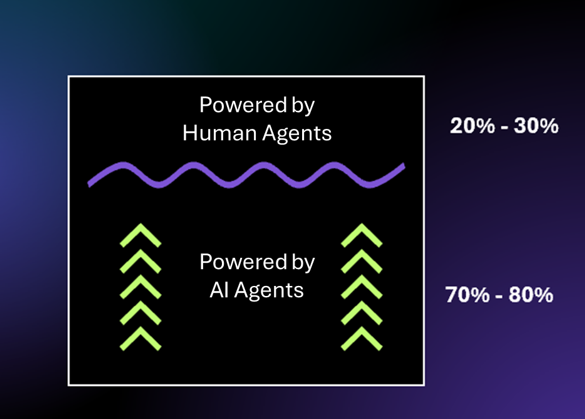 Powered by
Human Agents
20% - 30%
Powered by
AI Agents
70% - 80%